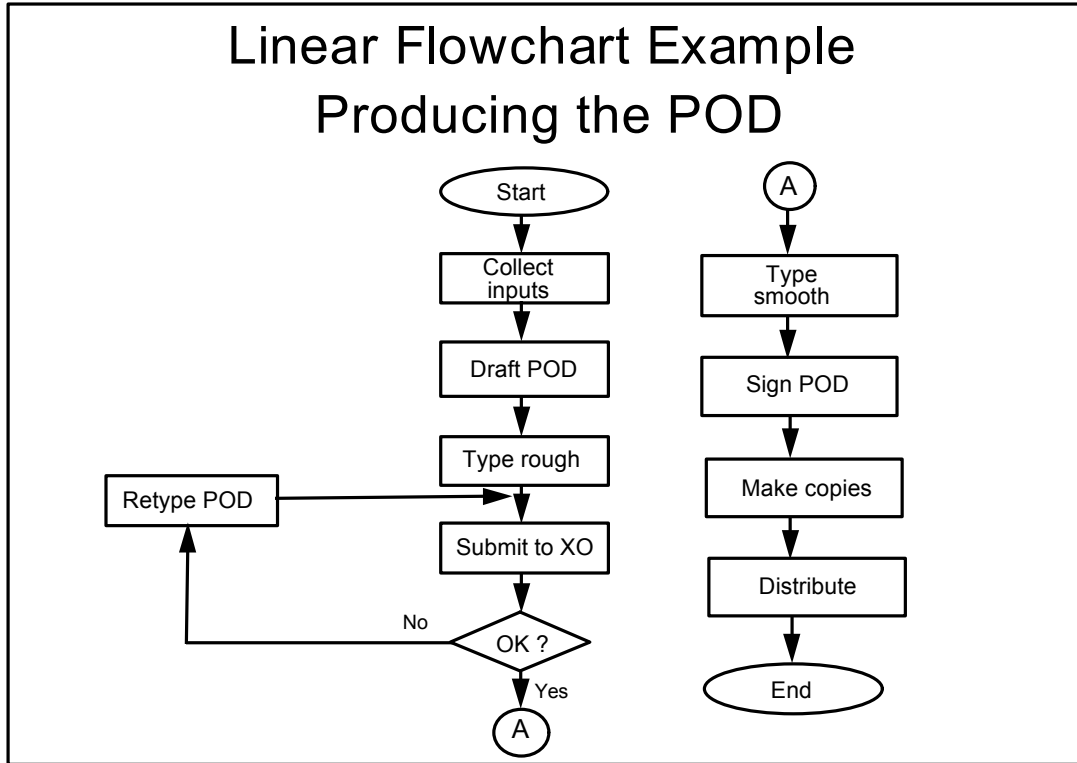 Linear Flowchart Example
Producing the POD
Start
Collect
inputs
Draft POD
Type rough
Retype POD
Submit to XO
No
OK ?
Yes
A
A
Type
smooth
Sign POD
Make copies
Distribute
End